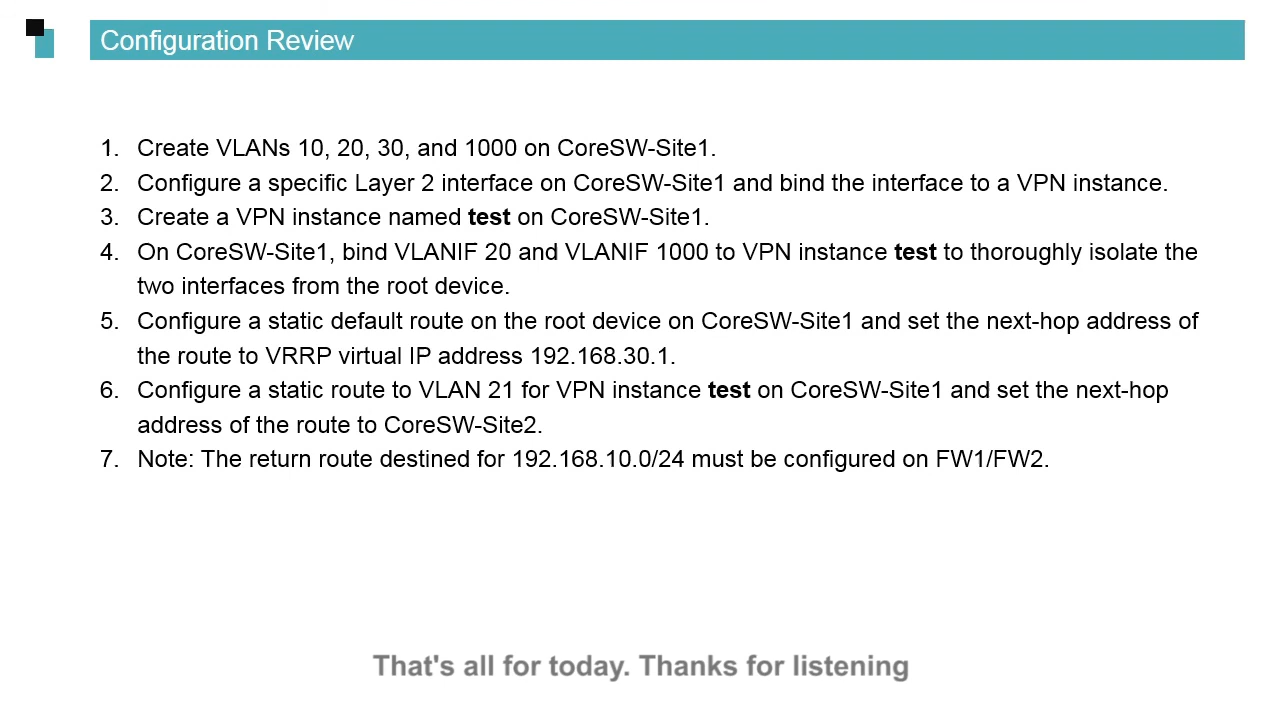 Configuration Review
1. Create VLANs 10, 20, 30, and 1000 on CoreSW-Site1.
2. Configure a specific Layer 2 interface on CoreSW-Site1 and bind the interface to a VPN instance.
3. Create a VPN instance named test on CoreSW-Site1.
4. On CoreSW-Site1, bind VLANIF 20 and VLANIF 1000 to VPN instance test to thoroughly isolate the
two interfaces from the root device.
5. Configure a static default route on the root device on CoreSW-Site1 and set the next-hop address of
the route to VRRP virtual IP address 192.168.30.1.
6. Configure a static route to VLAN 21 for VPN instance test on CoreSW-Site1 and set the next-hop
address of the route to CoreSW-Site2.
7. Note: The return route destined for 192.168.10.0/24 must be configured on FW1/FW2.
That's all for today. Thanks for listening